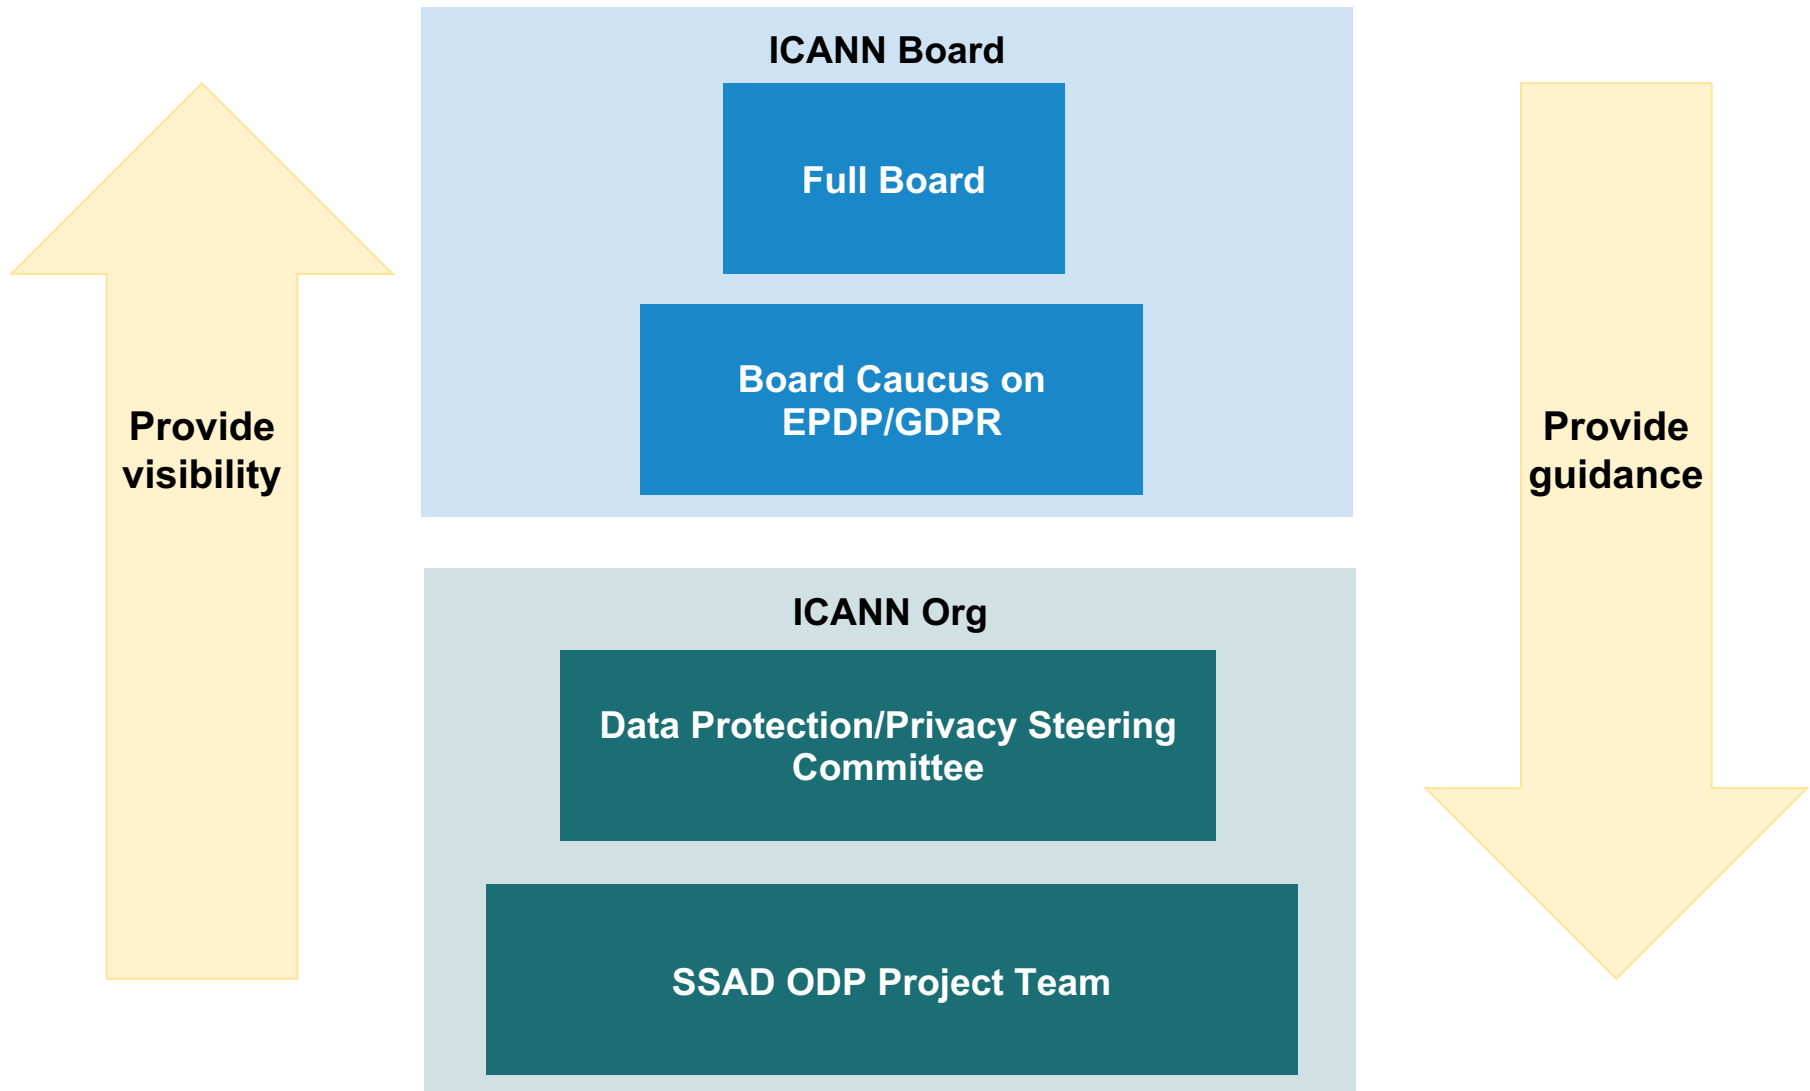 ICANN Board
Full Board
Board Caucus on
EPDP/GDPR
Provide
visibility
Provide
guidance
ICANN Org
Data Protection/Privacy Steering
Committee
SSAD ODP Project Team